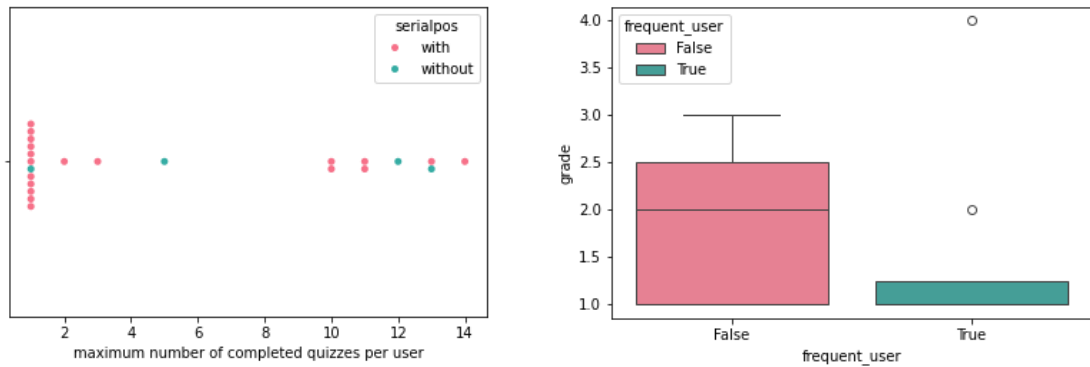 serialpos
with
without
2 4 6 8 10 12 14
maximum number of completed quizzes per user
frequent_user
False
True
4.0
3.5
3.0
2.5
2.0
1.5
1.0
grade
False True
frequent_user